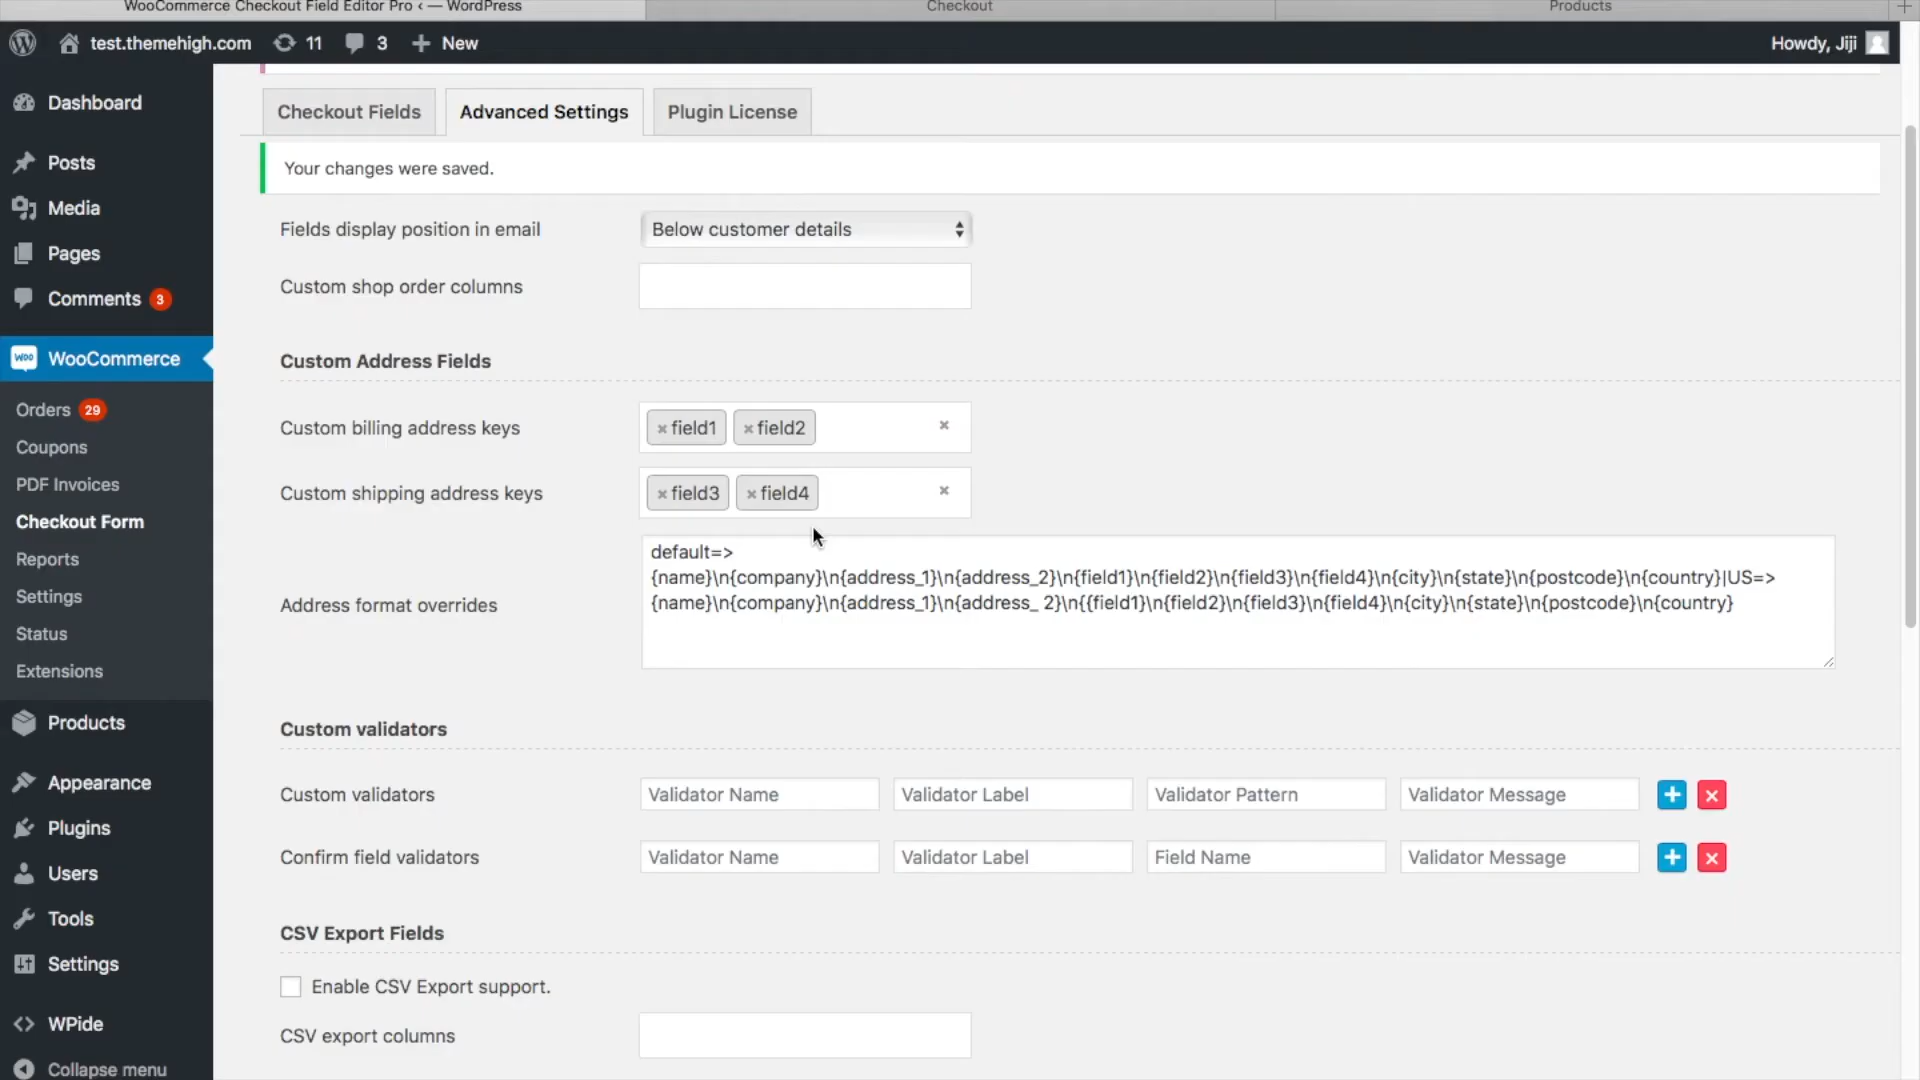 WooCommerce Checkout Field Editor Pro ‹ — WordPress
Checkout
Products
test.themehigh.com
11
3
New
Howdy, Jiji
Dashboard
Posts
Media
Pages
Comments 3
WooCommerce
Orders 29
Coupons
PDF Invoices
Checkout Form
Reports
Settings
Status
Extensions
Products
Appearance
Plugins
Users
Tools
Settings
WPide
Collapse menu
Checkout Fields
Advanced Settings
Plugin License
Your changes were saved.
Fields display position in email
Below customer details
Custom shop order columns
Custom Address Fields
Custom billing address keys
× field1 × field2 ×
Custom shipping address keys
× field3 × field4 ×
Address format overrides
default=>
{name}\n{company}\n{address_1}\n{address_2}\n{field1}\n{field2}\n{field3}\n{field4}\n{city}\n{state}\n{postcode}\n{country}|US=>
{name}\n{company}\n{address_1}\n{address_ 2}\n{{field1}\n{field2}\n{field3}\n{field4}\n{city}\n{state}\n{postcode}\n{country}
Custom validators
Custom validators
Validator Name
Validator Label
Validator Pattern
Validator Message
Confirm field validators
Validator Name
Validator Label
Field Name
Validator Message
CSV Export Fields
Enable CSV Export support.
CSV export columns